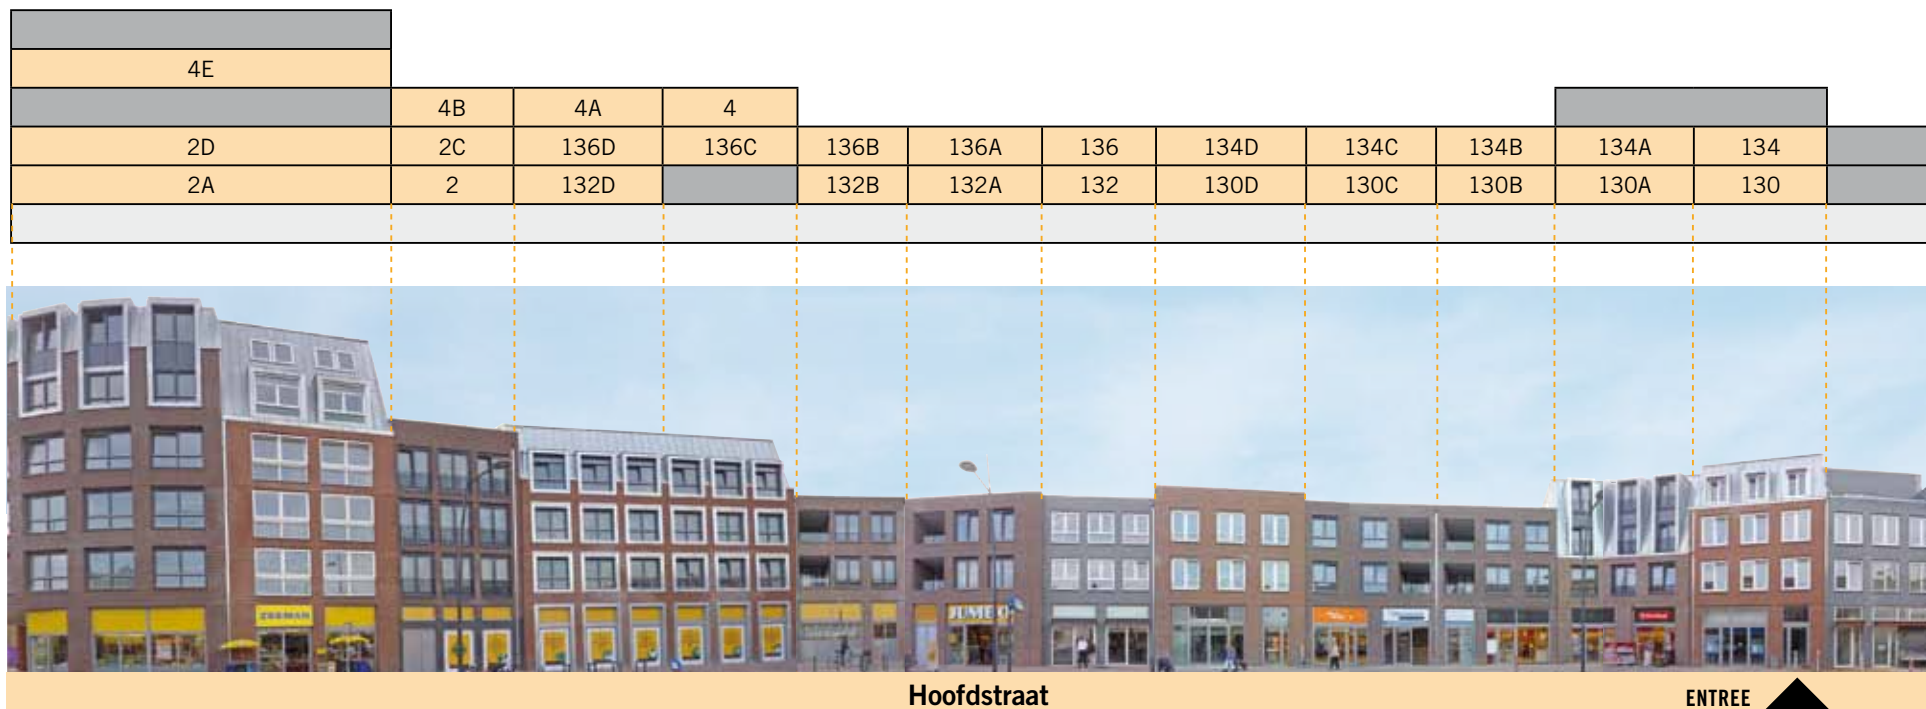 4E
4B 4A 4
2D 2C 136D 136C 136B 136A 136 134D 134C 134B 134A 134
2A 2 132D 132B 132A 132 130D 130C 130B 130A 130
ZEEMAN
JUMBO
Hoofdstraat
ENTREE